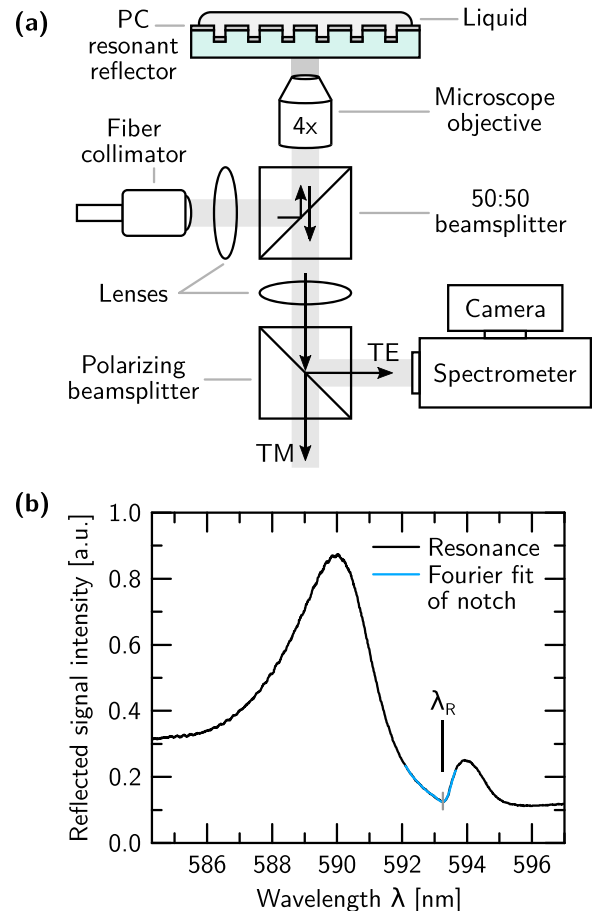 (a)
PC
resonant
reflector
Liquid
4x
Microscope
objective
Fiber
collimator
50:50
beamsplitter
Lenses
Camera
Polarizing
beamsplitter
TE
Spectrometer
TM
(b)
Reflected signal intensity [a.u.]
1.0
0.8
0.6
0.4
0.2
0.0
Resonance
Fourier fit
of notch
λR
586
588
590
592
594
596
Wavelength λ [nm]